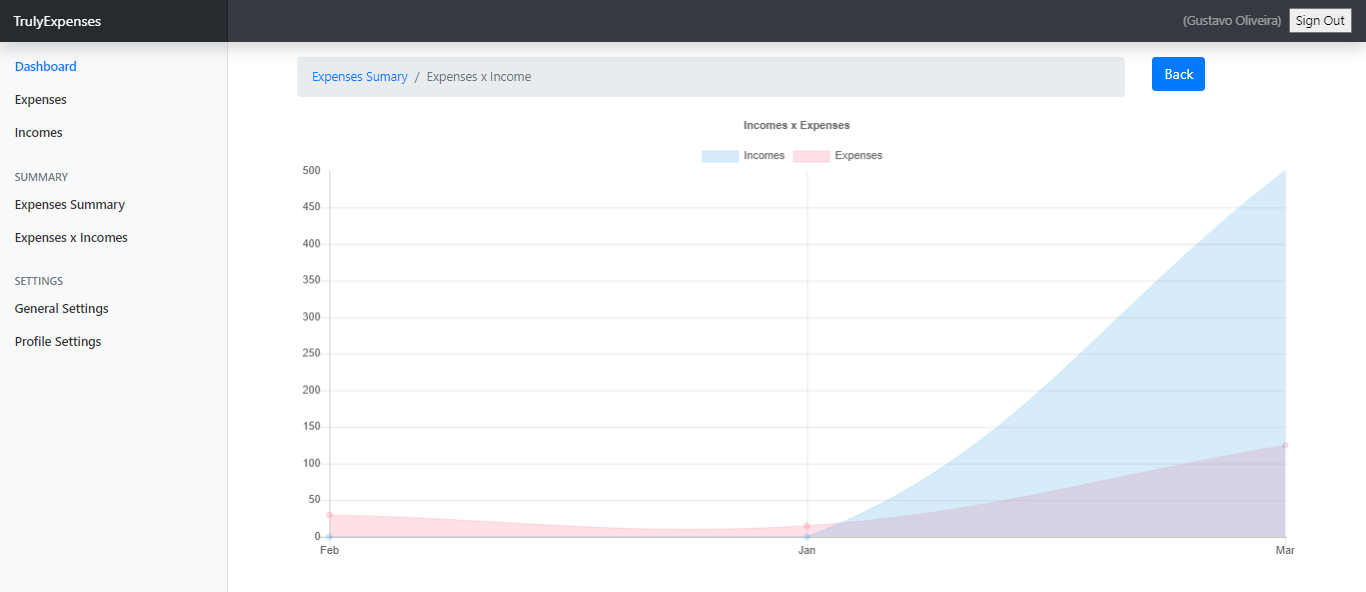 TrulyExpenses
(Gustavo Oliveira) Sign Out
Dashboard
Expenses
Incomes
SUMMARY
Expenses Summary
Expenses x Incomes
SETTINGS
General Settings
Profile Settings
Expenses Sumary / Expenses x Income
Back
Incomes x Expenses
Incomes Expenses
500
450
400
350
300
250
200
150
100
50
0
Feb Jan Mar